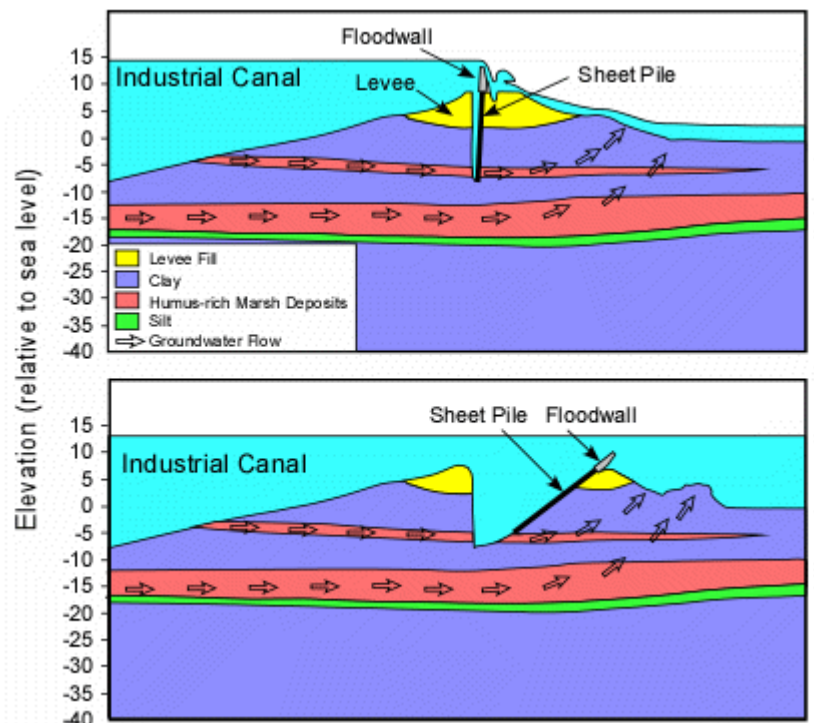 Elevation (relative to sea level)
Floodwall
15
Industrial Canal
Levee
Sheet Pile
10
5
0
-5
-10
-15
-20
-25
-30
-35
-40
Levee Fill
Clay
Humus-rich Marsh Deposits
Silt
Groundwater Flow
Sheet Pile Floodwall
15
10
Industrial Canal
5
0
-5
-10
-15
-20
-25
-30
-35
-40